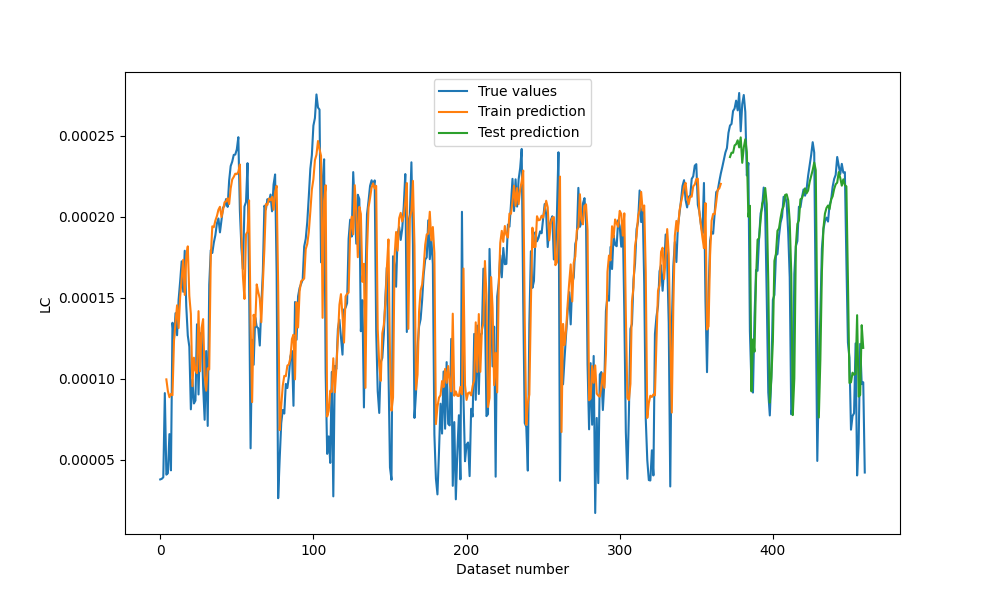 True values
Train prediction
Test prediction
0.00025
0.00020
0.00015
0.00010
0.00005
LC
0 100 200 300 400
Dataset number